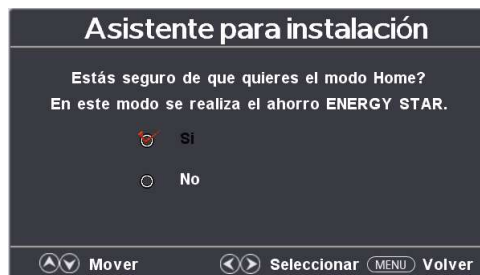 Asistente para instalación
Estás seguro de que quieres el modo Home?
En este modo se realiza el ahorro ENERGY STAR.
Si
No
Mover Seleccionar MENU Volver